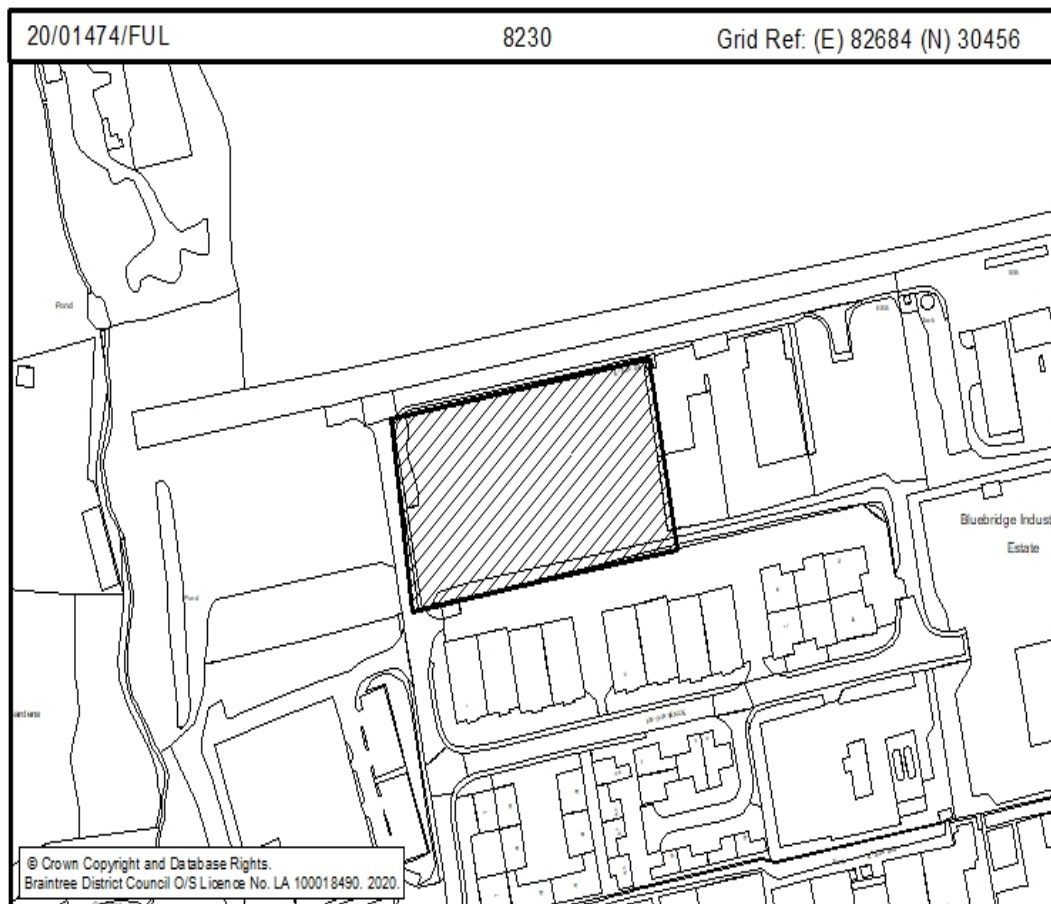 20/01474/FUL 8230 Grid Ref: (E) 82684 (N) 30456
Pond
Bluebridge Indust
Estate
Pond
ardens
© Crown Copyright and Database Rights.
Braintree District Council O/S Licence No. LA 100018490. 2020.